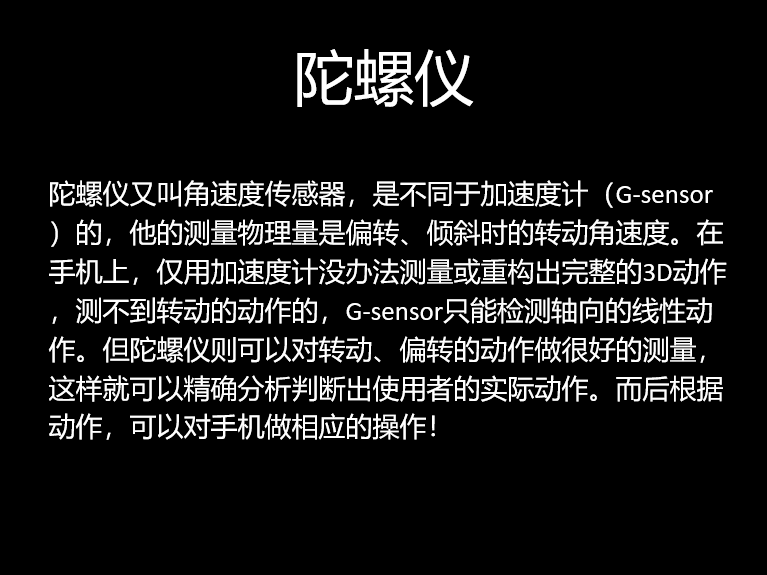 陀螺仪
陀螺仪又叫角速度传感器，是不同于加速度计（G-sensor
）的，他的测量物理量是偏转、倾斜时的转动角速度。在
手机上，仅用加速度计没办法测量或重构出完整的3D动作
，测不到转动的动作的，G-sensor只能检测轴向的线性动
作。但陀螺仪则可以对转动、偏转的动作做很好的测量，
这样就可以精确分析判断出使用者的实际动作。而后根据
动作，可以对手机做相应的操作！